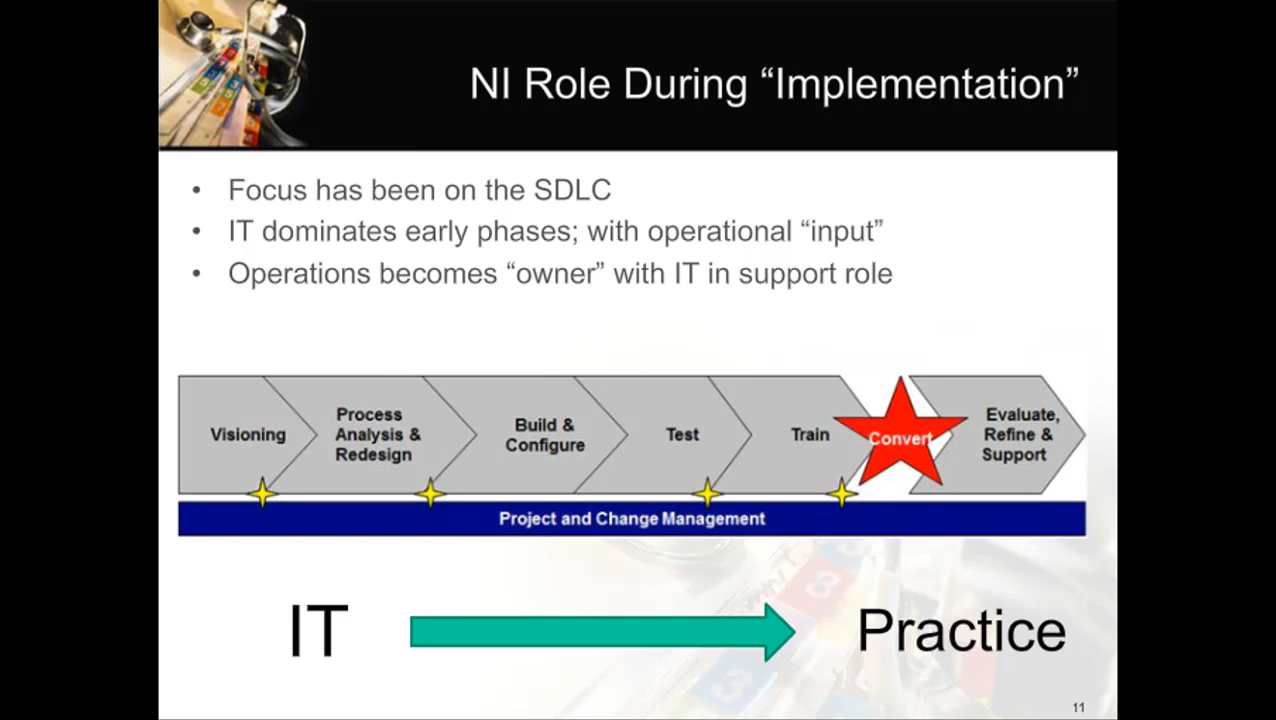 NI Role During “Implementation”
• Focus has been on the SDLC
• IT dominates early phases; with operational “input”
• Operations becomes “owner” with IT in support role
Visioning
Process
Analysis &
Redesign
Build &
Configure
Test
Train
Convert
Evaluate,
Refine &
Support
Project and Change Management
IT
Practice
11